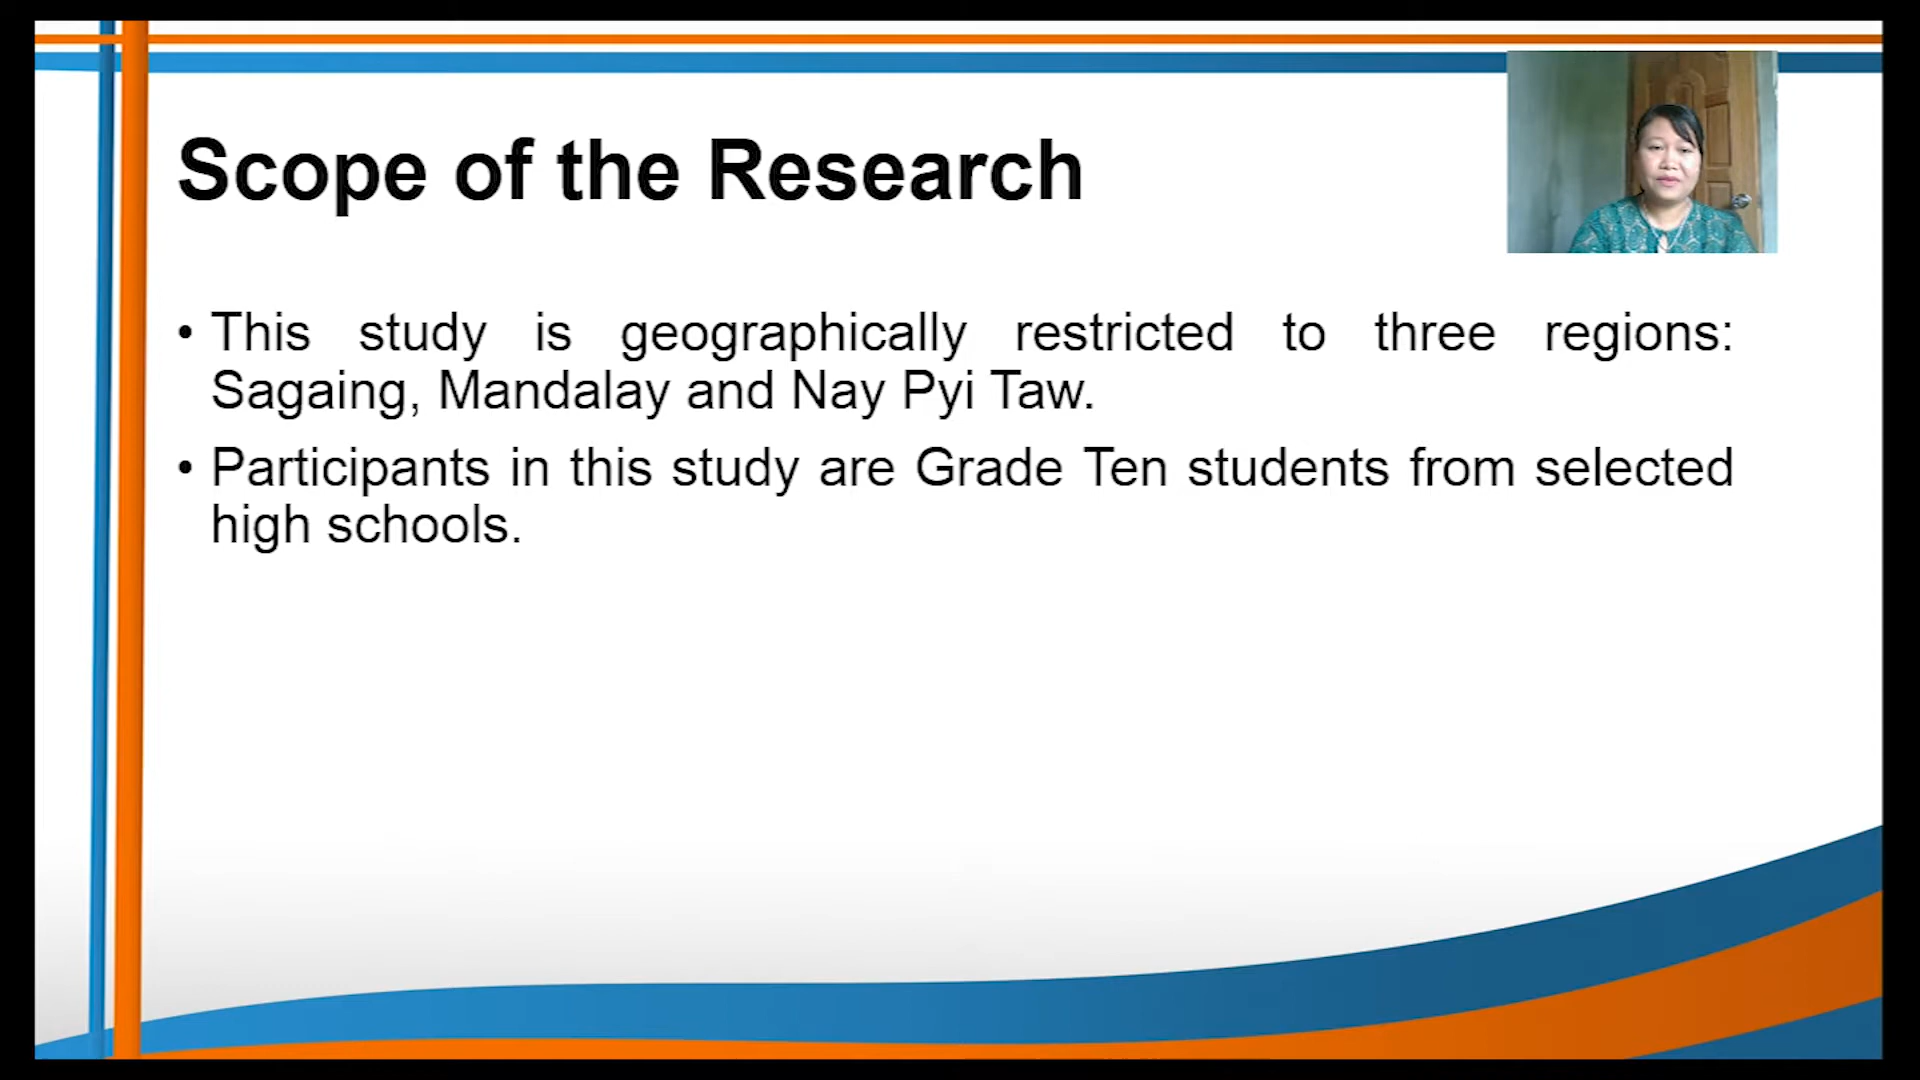 Scope of the Research
• This study is geographically restricted to three regions:
Sagaing, Mandalay and Nay Pyi Taw.
• Participants in this study are Grade Ten students from selected
high schools.